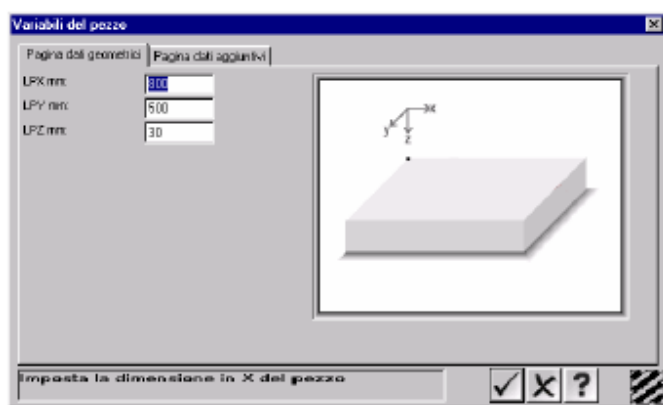 Variabili del pezzo
Pagina dati geometrici Pagina dati aggiuntivi
LPX mm: 800
LPY mm: 500
LPZ mm: 30
x
y
z
Imposta la dimensione in X del pezzo
?